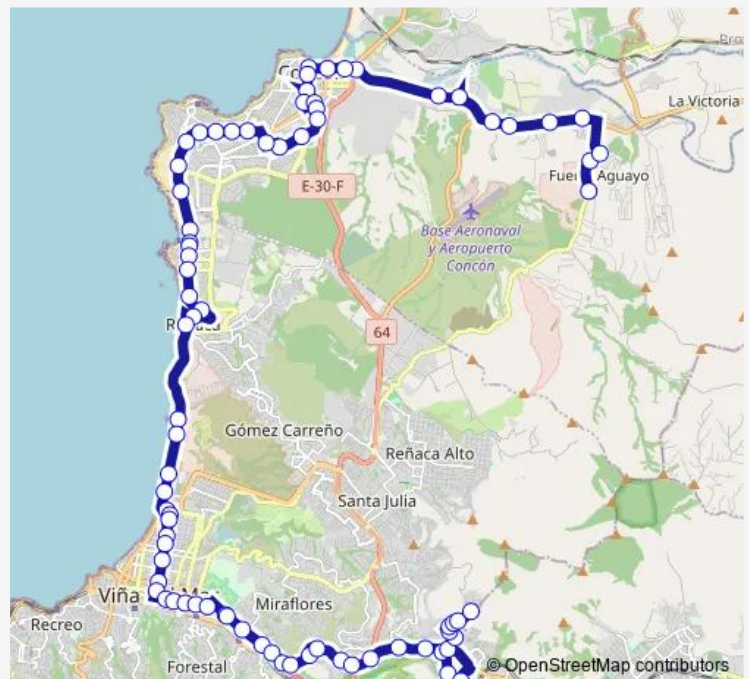 La Victoria
E-30-F
Base Aeronaval
y Aeropuerto
Concón
64
Gómez Carreño
Reñaca Alto
Santa Julia
Miraflores
Recreo
Forestal
© OpenStreetMap contributors